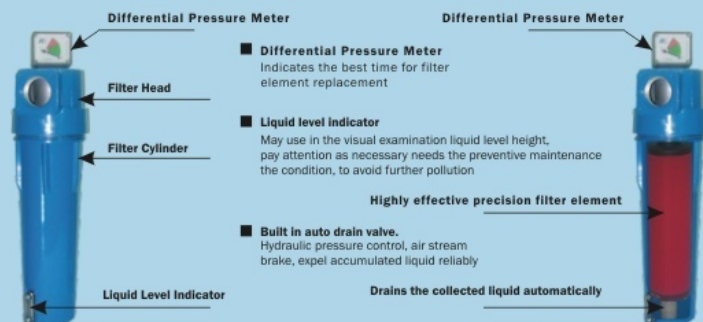 Differential Pressure Meter
Filter Head
Filter Cylinder
Liquid Level Indicator
Differential Pressure Meter
Indicates the best time for filter
element replacement
Liquid level indicator
May use in the visual examination liquid level height,
pay attention as necessary needs the preventive maintenance
the condition, to avoid further pollution
Built in auto drain valve.
Hydraulic pressure control, air stream
brake, expel accumulated liquid reliably
Differential Pressure Meter
Highly effective precision filter element
Drains the collected liquid automatically